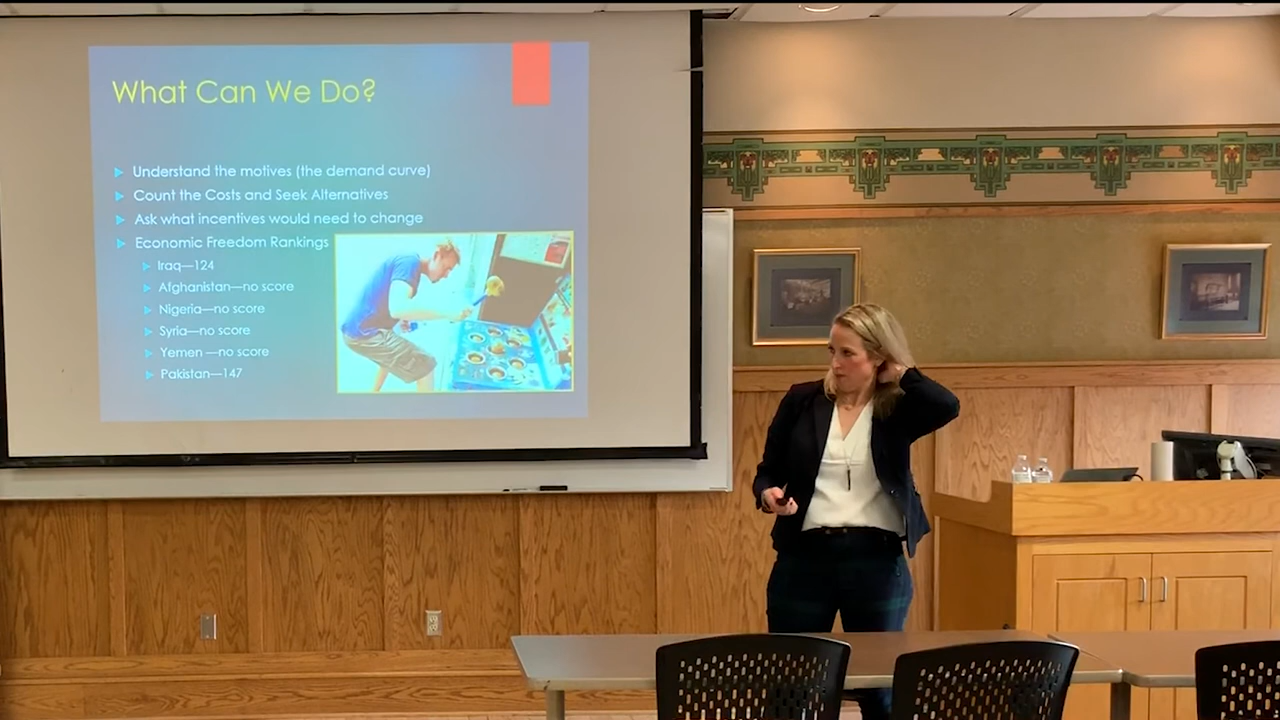 What Can We Do?
Understand the motives (the demand curve)
Count the Costs and Seek Alternatives
Ask what incentives would need to change
Economic Freedom Rankings
Iraq—124
Afghanistan—no score
Nigeria—no score
Syria—no score
Yemen —no score
Pakistan—147